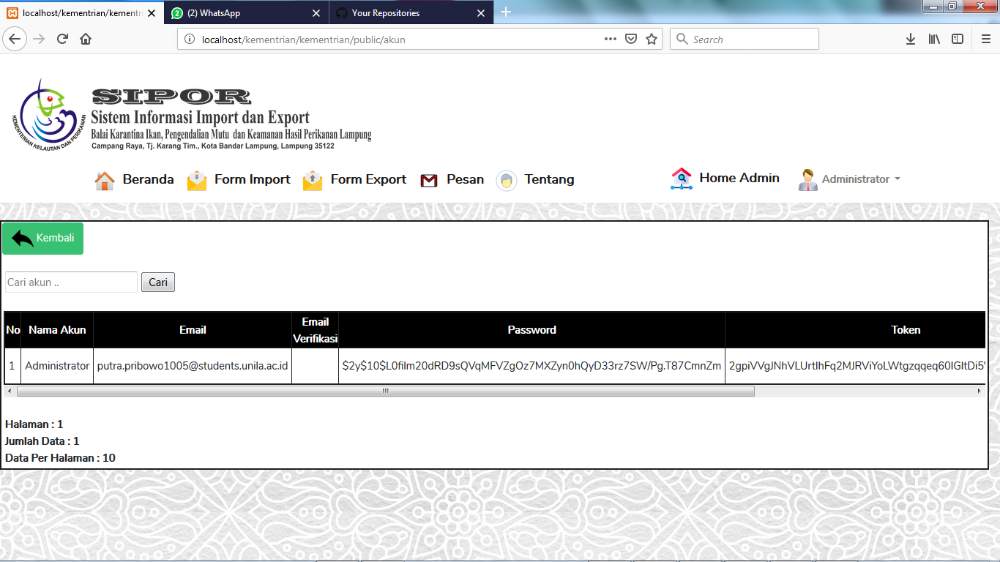 localhost/kementrian/kementri
(2) WhatsApp
Your Repositories
localhost/kementrian/kementrian/public/akun
Search
KEMENTERIAN KELAUTAN DAN PERIKANAN
SIPOR
Sistem Informasi Import dan Export
Balai Karantina Ikan, Pengendalian Mutu dan Keamanan Hasil Perikanan Lampung
Campang Raya, Tj. Karang Tim., Kota Bandar Lampung, Lampung 35122
Beranda Form Import Form Export Pesan Tentang Home Admin Administrator
Kembali
Cari akun .. Cari
No Nama Akun Email Email Verifikasi Password Token
1 Administrator putra.pribowo1005@students.unila.ac.id $2y$10$L0fiIm20dRD9sQVqMFVZgOz7MXZyn0hQyD33rz7SW/Pg.T87CmnZm
Halaman : 1
Jumlah Data : 1
Data Per Halaman : 10